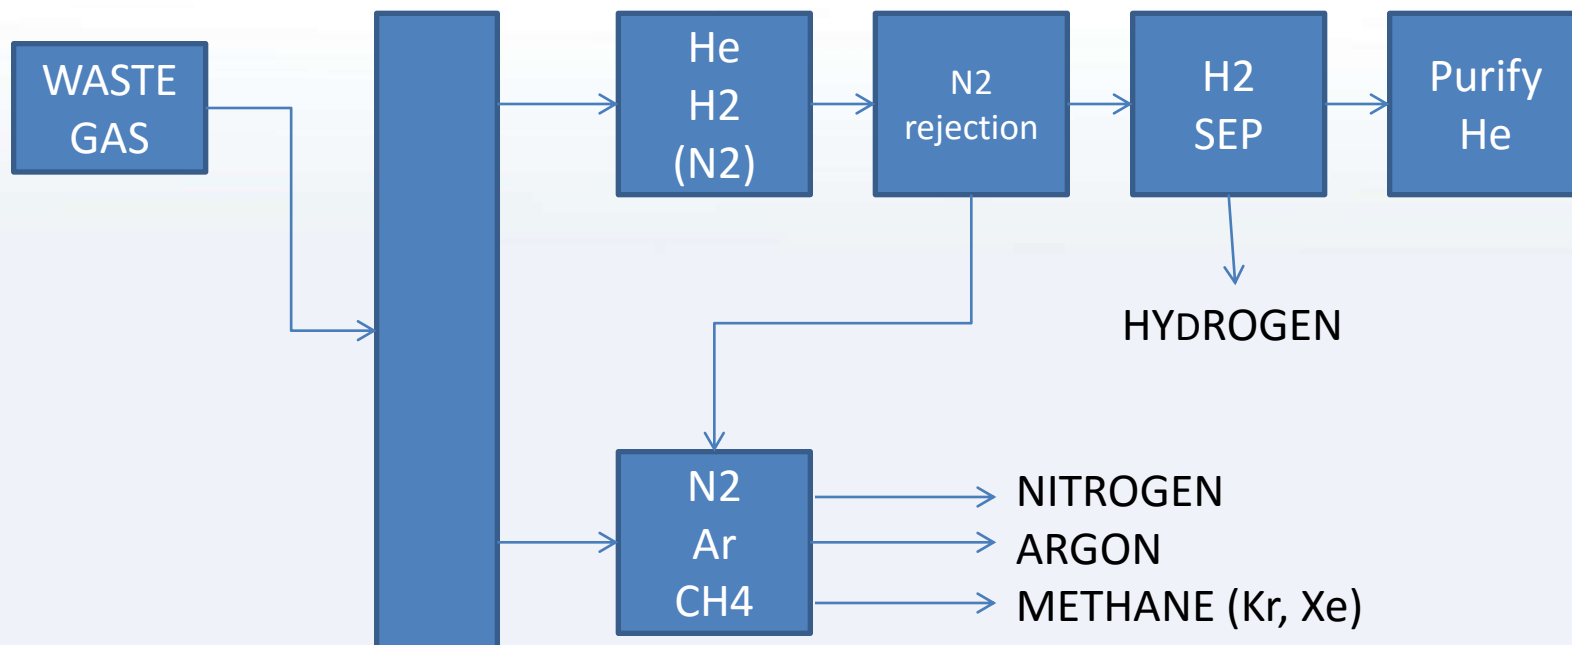 WASTE
GAS
He
H2
(N2)
N2
rejection
H2
SEP
Purify
He
HYDROGEN
N2
Ar
CH4
NITROGEN
ARGON
METHANE (Kr, Xe)